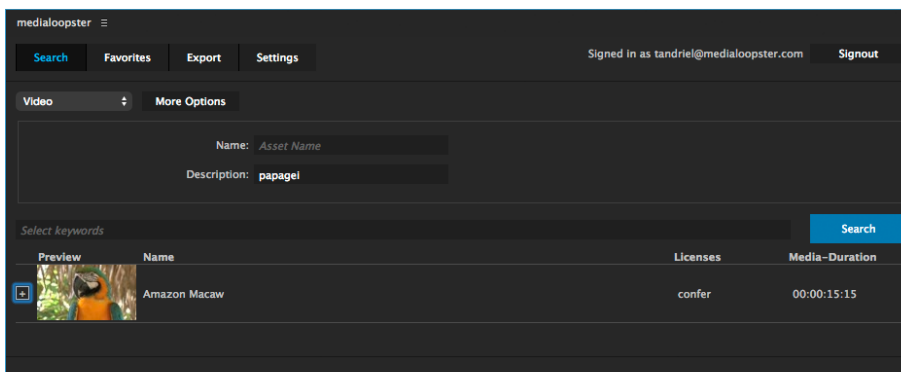 medialoopster ≡
Search Favorites Export Settings Signed in as tandriel@medialoopster.com Signout
Video More Options
Name: Asset Name
Description: papagei
Select keywords Search
Preview Name Licenses Media-Duration
+ Amazon Macaw confer 00:00:15:15